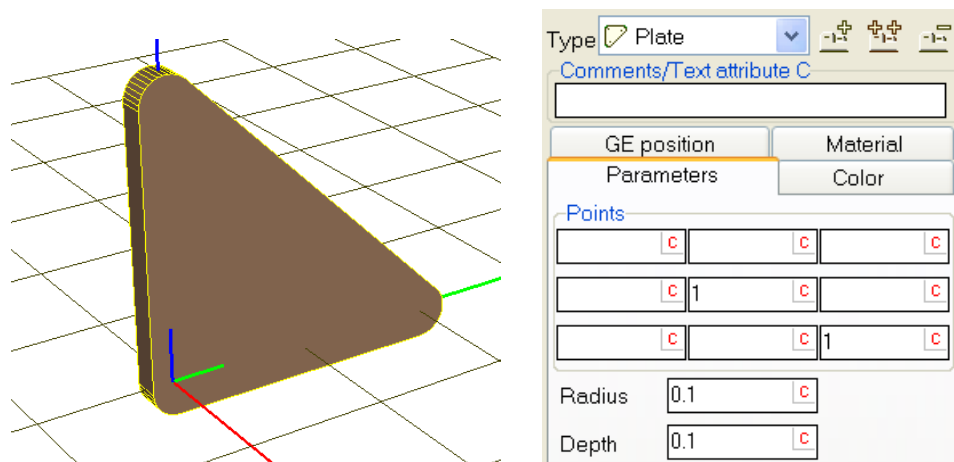 Type Plate
Comments/Text attribute C
GE position Material
Parameters Color
Points
C C C
C 1 C C
C C 1 C
Radius 0.1 C
Depth 0.1 C